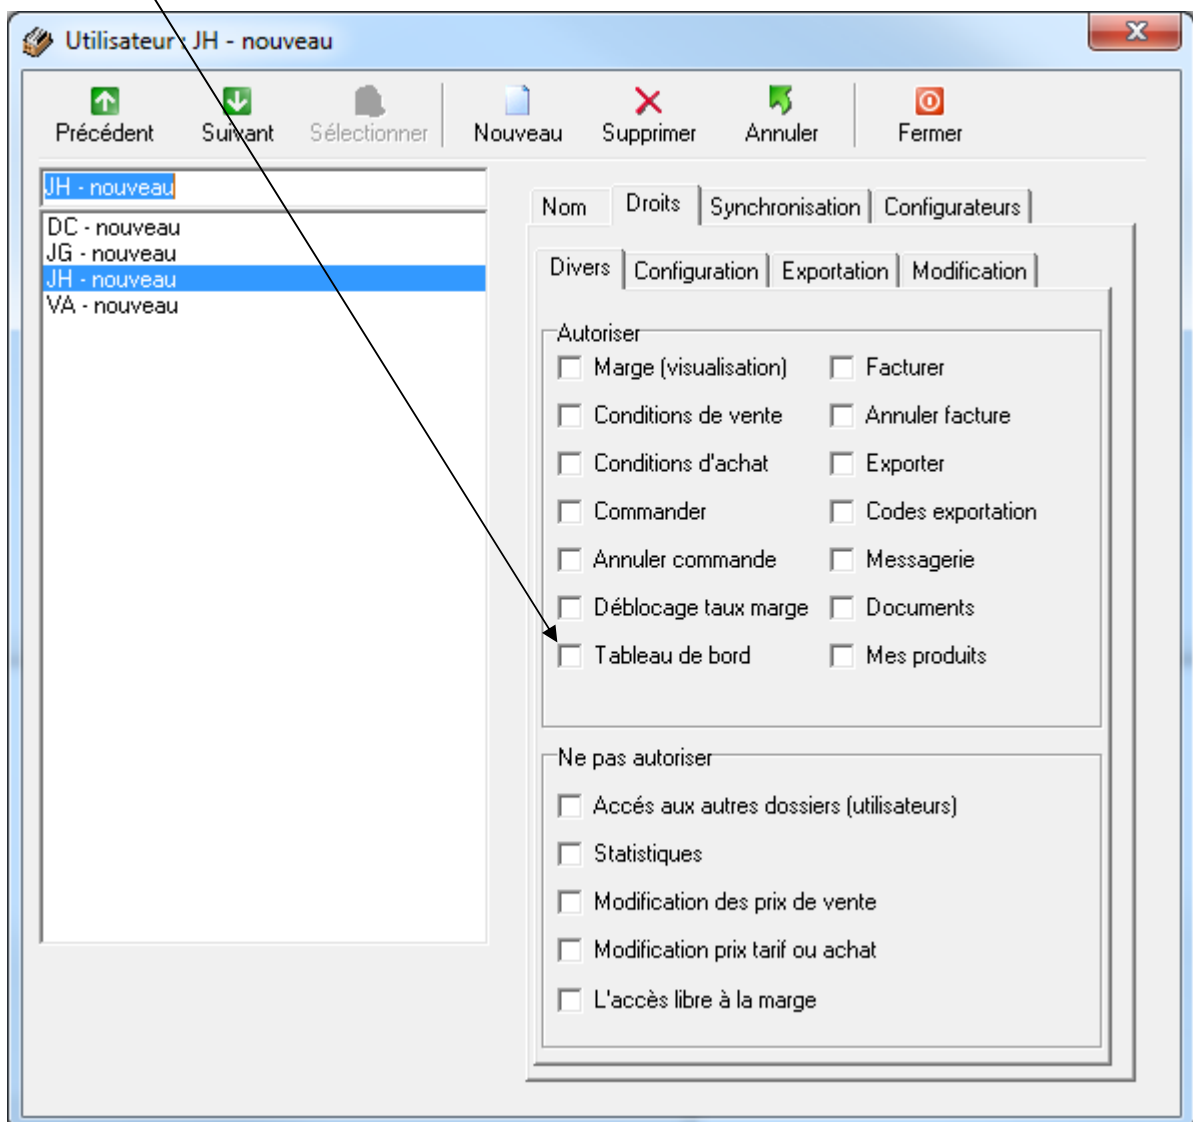 Utilisateur : JH - nouveau
Précédent Suivant Sélectionner Nouveau Supprimer Annuler Fermer
JH - nouveau
DC - nouveau
JG - nouveau
JH - nouveau
VA - nouveau
Nom Droits Synchronisation Configurateurs
Divers Configuration Exportation Modification
Autoriser
Marge (visualisation) Facturer
Conditions de vente Annuler facture
Conditions d'achat Exporter
Commander Codes exportation
Annuler commande Messagerie
Déblocage taux marge Documents
Tableau de bord Mes produits
Ne pas autoriser
Accés aux autres dossiers (utilisateurs)
Statistiques
Modification des prix de vente
Modification prix tarif ou achat
L'accès libre à la marge